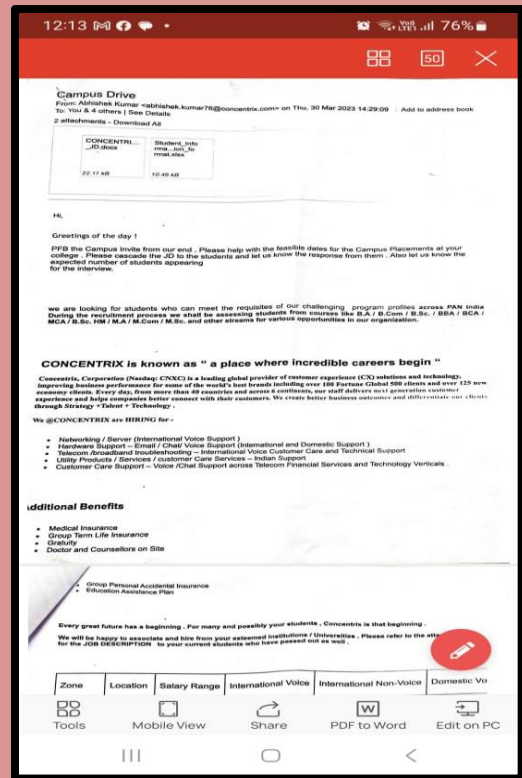 12:13
76%
50
Campus Drive
From: Abhishek Kumar <abhishek.kumar76@concentrix.com> on Thu, 30 Mar 2023 14:29:09 Add to address book
To: You & 4 others | See Details
2 attachments - Download All
CONCENTRI... Student_Info
_JD.docx rma...ion_fo
rmat.xlsx
22.11 kB 10.46 kB
Hi,
Greetings of the day !
PFB the Campus Invite from our end . Please help with the feasible dates for the Campus Placements at your
college . Please cascade the JD to the students and let us know the response from them . Also let us know the
expected number of students appearing
for the interview.
we are looking for students who can meet the requisites of our challenging program profiles across PAN India
During the recruitment process we shall be assessing students from courses like B.A / B.Com / B.Sc. / BBA / BCA /
MCA / B.Sc. HM / M.A / M.Com / M.Sc. and other streams for various opportunities in our organization.
CONCENTRIX is known as " a place where incredible careers begin "
Concentrix, Corporation (Nasdaq: CNXC) is a leading global provider of customer experience (CX) solutions and technology,
improving business performance for some of the world's best brands including over 100 Fortune Global 500 clients and over 125 new
economy clients. Every day, from more than 40 countries and across 6 continents, our staff delivers next generation customer
experience and helps companies better connect with their customers. We create better business outcomes and differentiate our clients
through Strategy +Talent + Technology .
We @CONCENTRIX are HIRING for -
• Networking / Server (International Voice Support )
• Hardware Support – Email / Chat/ Voice Support (International and Domestic Support )
• Telecom /broadband troubleshooting – International Voice Customer Care and Technical Support
• Utility Products / Services / customer Care Services – Indian Support
• Customer Care Support – Voice /Chat Support across Telecom Financial Services and Technology Verticals .
Additional Benefits
• Medical Insurance
• Group Term Life Insurance
• Gratuity
• Doctor and Counsellors on Site
• Group Personal Accidental Insurance
• Education Assistance Plan
Every great future has a beginning . For many and possibly your students , Concentrix is that beginning .
We will be happy to associate and hire from your esteemed institutions / Universities . Please refer to the
for the JOB DESCRIPTION to your current students who have passed out as well .
Zone Location Salary Range International Voice International Non-Voice Domestic Vo
Tools Mobile View Share PDF to Word Edit on PC